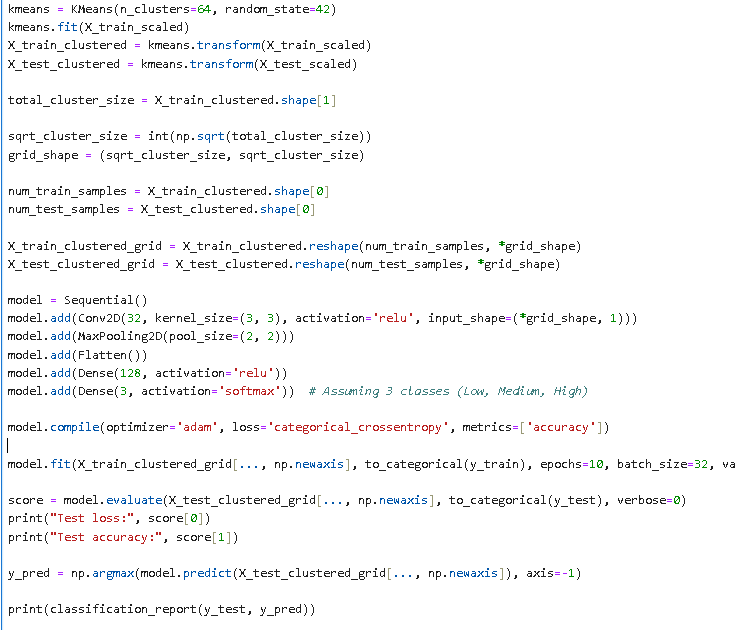 kmeans = KMeans(n_clusters=64, random_state=42)
kmeans.fit(X_train_scaled)
X_train_clustered = kmeans.transform(X_train_scaled)
X_test_clustered = kmeans.transform(X_test_scaled)
total_cluster_size = X_train_clustered.shape[1]
sqrt_cluster_size = int(np.sqrt(total_cluster_size))
grid_shape = (sqrt_cluster_size, sqrt_cluster_size)
num_train_samples = X_train_clustered.shape[0]
num_test_samples = X_test_clustered.shape[0]
X_train_clustered_grid = X_train_clustered.reshape(num_train_samples, *grid_shape)
X_test_clustered_grid = X_test_clustered.reshape(num_test_samples, *grid_shape)
model = Sequential()
model.add(Conv2D(32, kernel_size=(3, 3), activation='relu', input_shape=(*grid_shape, 1)))
model.add(MaxPooling2D(pool_size=(2, 2)))
model.add(Flatten())
model.add(Dense(128, activation='relu'))
model.add(Dense(3, activation='softmax'))  # Assuming 3 classes (Low, Medium, High)
model.compile(optimizer='adam', loss='categorical_crossentropy', metrics=['accuracy'])
model.fit(X_train_clustered_grid[..., np.newaxis], to_categorical(y_train), epochs=10, batch_size=32, va
score = model.evaluate(X_test_clustered_grid[..., np.newaxis], to_categorical(y_test), verbose=0)
print("Test loss:", score[0])
print("Test accuracy:", score[1])
y_pred = np.argmax(model.predict(X_test_clustered_grid[..., np.newaxis]), axis=-1)
print(classification_report(y_test, y_pred))